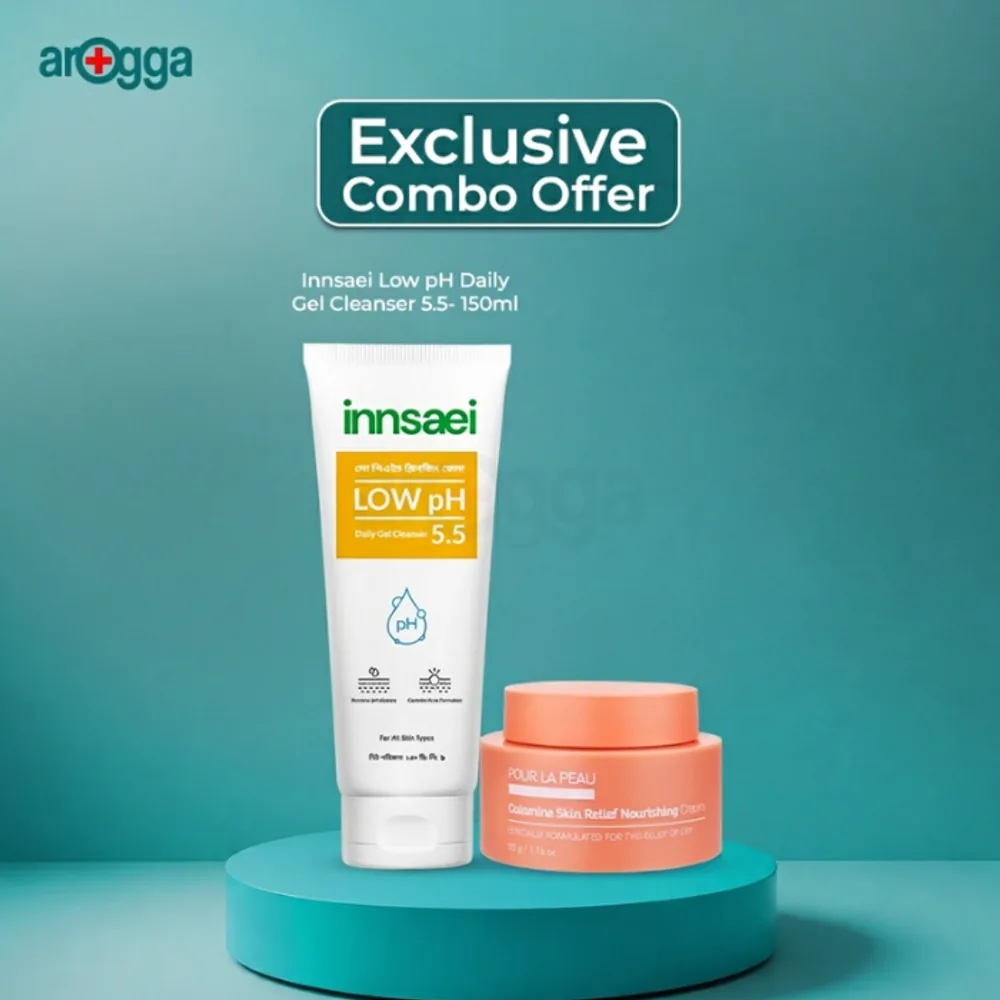 arogga
Exclusive
Combo Offer
Innsaei Low pH Daily
Gel Cleanser 5.5- 150ml
innsaei
LOW pH
Daily Gel Cleanser 5.5
pH
For All Skin Types
POUR LA PEAU
Calamine Skin Relief Nourishing Cream